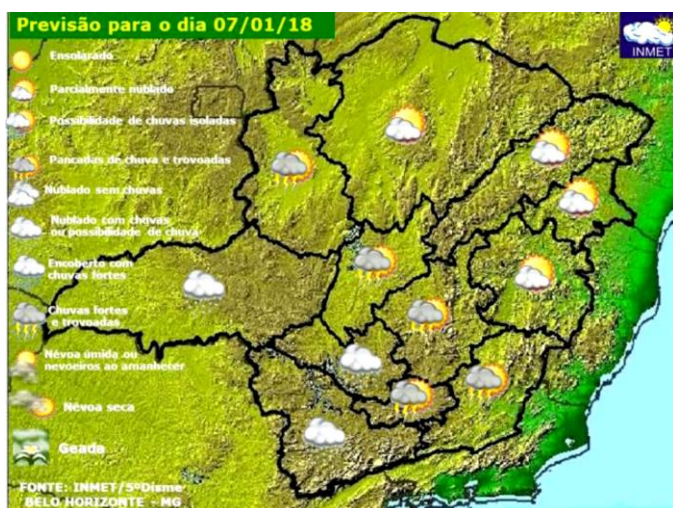 Previsão para o dia 07/01/18
INMET
Ensolarado
Parcialmente nublado
Possibilidade de chuvas isoladas
Pancadas de chuva e trovoadas
Nublado sem chuvas
Nublado com chuvas
ou possibilidade de chuva
Encoberto com
chuvas fortes
Chuvas fortes
e trovoadas
Névoa úmida ou
nevoeiros ao amanhecer
Névoa seca
Geada
FONTE: INMET/5ºDisme
BELO HORIZONTE - MG